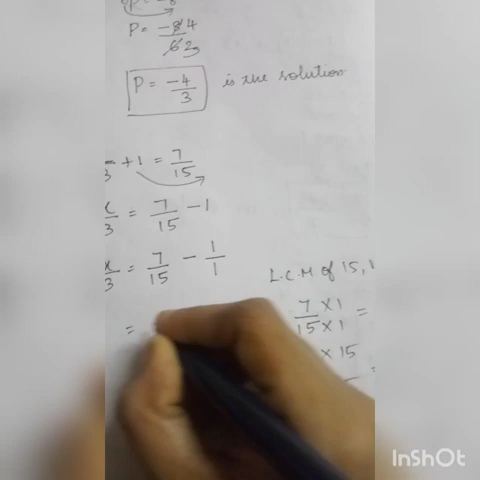 P = -8 4
6 3
P = -4/3 is the solution
3 + 1 = 7/15
x/3 = 7/15 - 1
x/3 = 7/15 - 1/1
L.C.M of 15, 1
7/15 × 1/1 =
× 15
=
InShOt